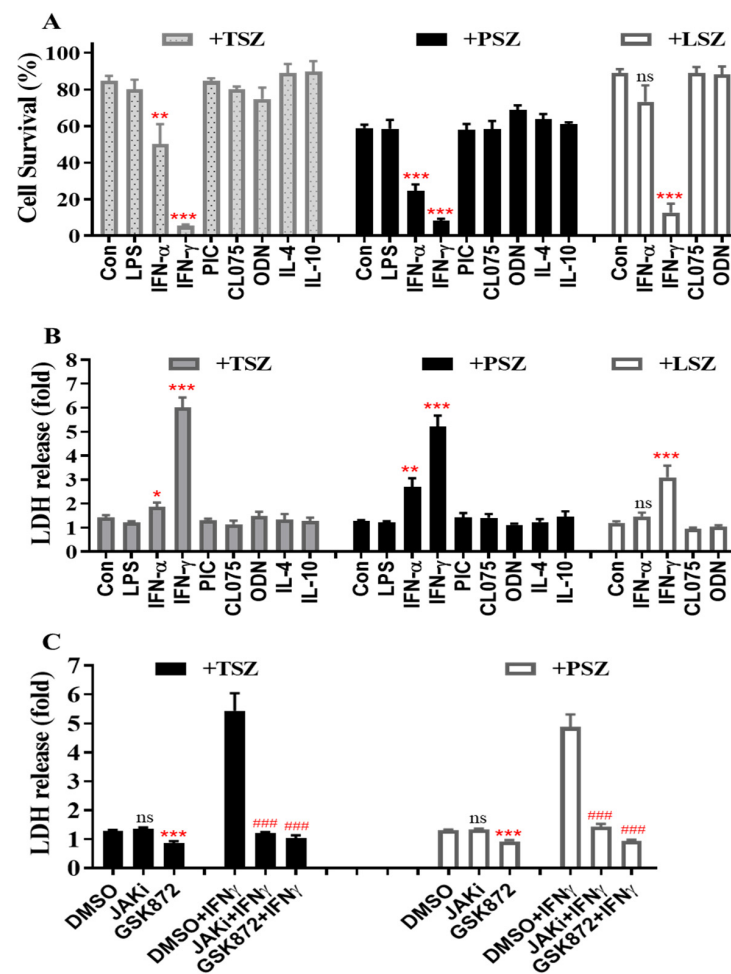 A
+TSZ +PSZ +LSZ
Cell Survival (%)
100
80
60
40
20
0
** *** *** *** ns ***
Con LPS IFN-α IFN-γ PIC CL075 ODN IL-4 IL-10 Con LPS IFN-α IFN-γ PIC CL075 ODN IL-4 IL-10 Con IFN-α IFN-γ CL075 ODN
B
+TSZ +PSZ +LSZ
LDH release (fold)
8
7
6
5
4
3
2
1
0
* *** ** *** ns ***
Con LPS IFN-α IFN-γ PIC CL075 ODN IL-4 IL-10 Con LPS IFN-α IFN-γ PIC CL075 ODN IL-4 IL-10 Con IFN-α IFN-γ CL075 ODN
C
+TSZ +PSZ
LDH release (fold)
7
6
5
4
3
2
1
0
ns *** ### ### ns *** ### ###
DMSO JAKi GSK872 DMSO+IFNγ JAKi+IFNγ GSK872+IFNγ DMSO JAKi GSK872 DMSO+IFNγ JAKi+IFNγ GSK872+IFNγ